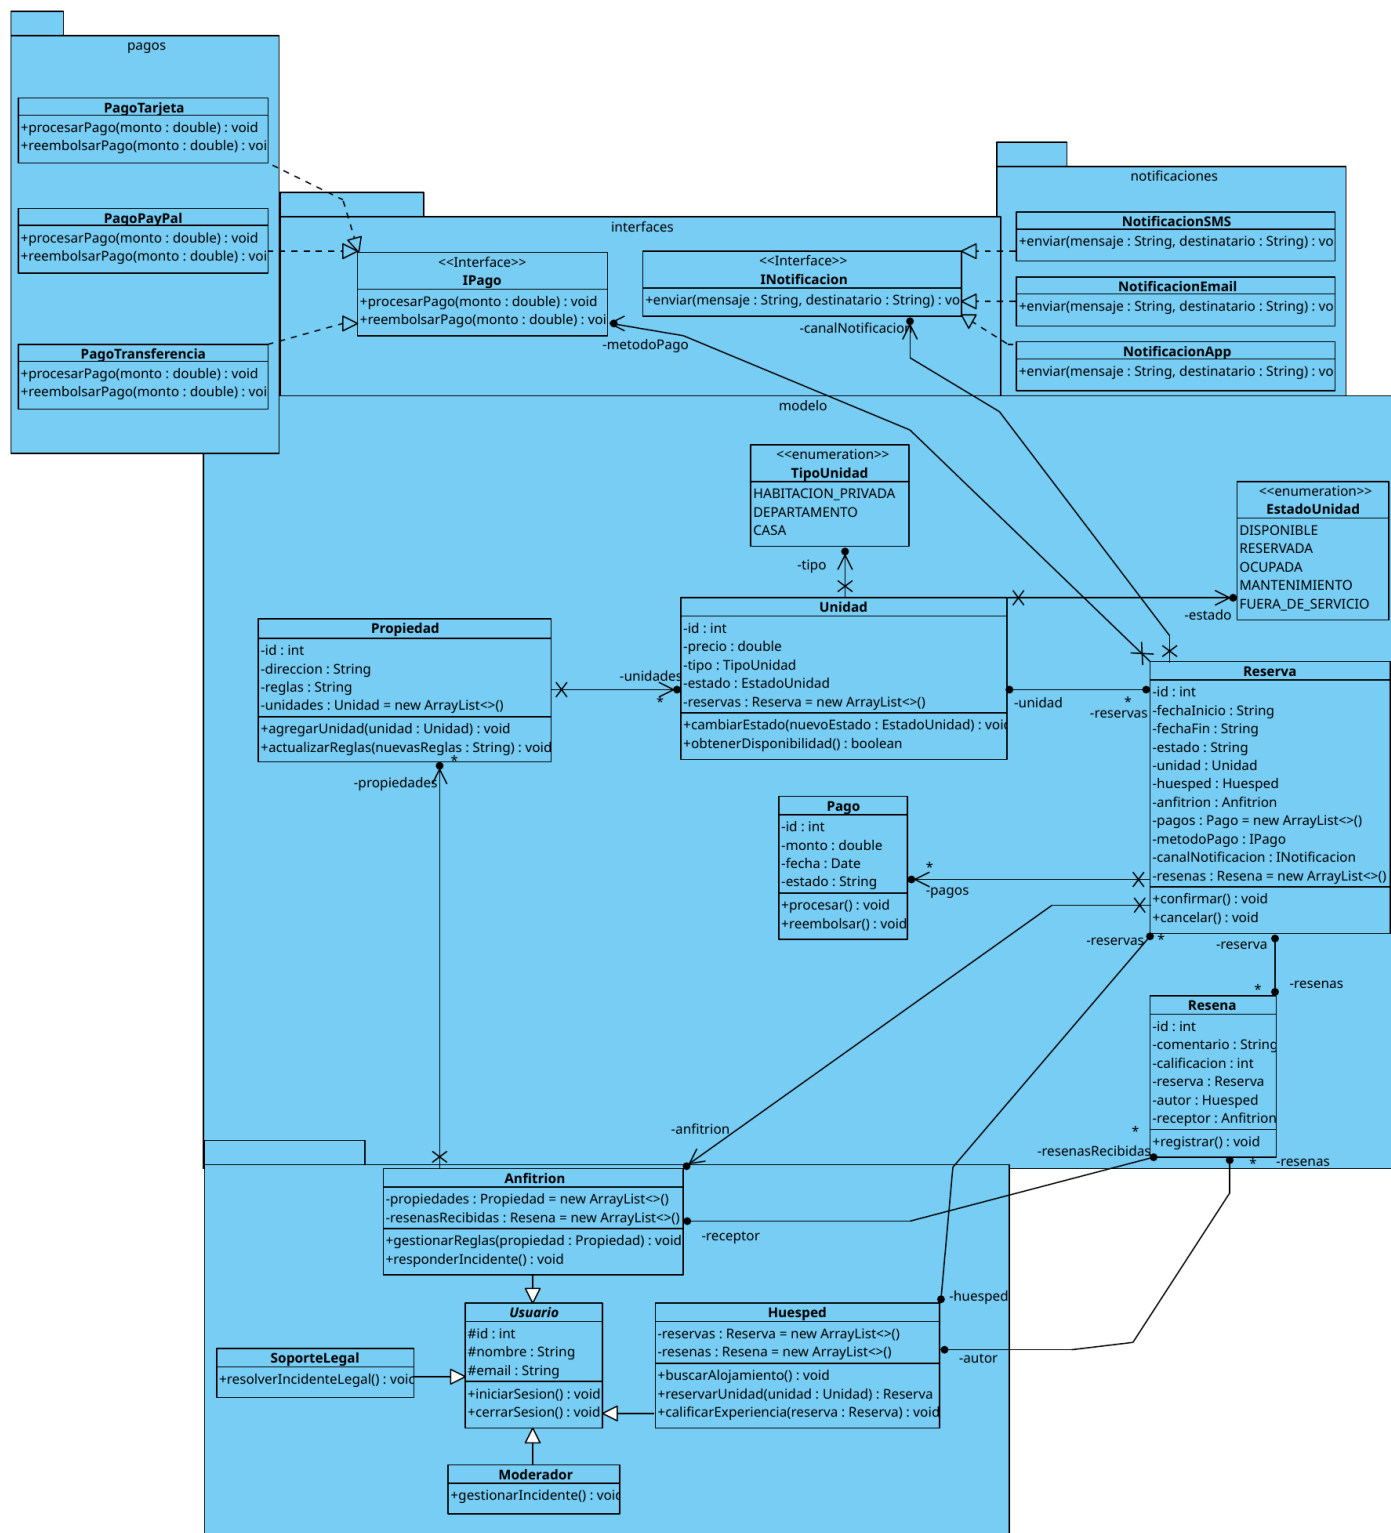 pagos
PagoTarjeta
+procesarPago(monto : double) : void
+reembolsarPago(monto : double) : voi
PagoPayPal
+procesarPago(monto : double) : void
+reembolsarPago(monto : double) : voi
PagoTransferencia
+procesarPago(monto : double) : void
+reembolsarPago(monto : double) : voi
interfaces
<<Interface>>
IPago
+procesarPago(monto : double) : void
+reembolsarPago(monto : double) : voi
-metodoPago
<<Interface>>
INotificacion
+enviar(mensaje : String, destinatario : String) : vo
-canalNotificacion
notificaciones
NotificacionSMS
+enviar(mensaje : String, destinatario : String) : vo
NotificacionEmail
+enviar(mensaje : String, destinatario : String) : vo
NotificacionApp
+enviar(mensaje : String, destinatario : String) : vo
modelo
<<enumeration>>
TipoUnidad
HABITACION_PRIVADA
DEPARTAMENTO
CASA
-tipo
<<enumeration>>
EstadoUnidad
DISPONIBLE
RESERVADA
OCUPADA
MANTENIMIENTO
FUERA_DE_SERVICIO
-estado
Propiedad
-id : int
-direccion : String
-reglas : String
-unidades : Unidad = new ArrayList<>()
+agregarUnidad(unidad : Unidad) : void
+actualizarReglas(nuevasReglas : String) : void
*
-propiedades
-unidades
*
Unidad
-id : int
-precio : double
-tipo : TipoUnidad
-estado : EstadoUnidad
-reservas : Reserva = new ArrayList<>()
+cambiarEstado(nuevoEstado : EstadoUnidad) : void
+obtenerDisponibilidad() : boolean
-unidad
*
-reservas
Reserva
-id : int
-fechaInicio : String
-fechaFin : String
-estado : String
-unidad : Unidad
-huesped : Huesped
-anfitrion : Anfitrion
-pagos : Pago = new ArrayList<>()
-metodoPago : IPago
-canalNotificacion : INotificacion
-resenas : Resena = new ArrayList<>()
+confirmar() : void
+cancelar() : void
Pago
-id : int
-monto : double
-fecha : Date
-estado : String
+procesar() : void
+reembolsar() : void
*
-pagos
-reservas
*
-reserva
*
-resenas
Resena
-id : int
-comentario : String
-calificacion : int
-reserva : Reserva
-autor : Huesped
-receptor : Anfitrion
+registrar() : void
*
-resenasRecibidas
*
-resenas
-anfitrion
Anfitrion
-propiedades : Propiedad = new ArrayList<>()
-resenasRecibidas : Resena = new ArrayList<>()
+gestionarReglas(propiedad : Propiedad) : void
+responderIncidente() : void
-receptor
Usuario
#id : int
#nombre : String
#email : String
+iniciarSesion() : void
+cerrarSesion() : void
SoporteLegal
+resolverIncidenteLegal() : void
-huesped
Huesped
-reservas : Reserva = new ArrayList<>()
-resenas : Resena = new ArrayList<>()
+buscarAlojamiento() : void
+reservarUnidad(unidad : Unidad) : Reserva
+calificarExperiencia(reserva : Reserva) : void
-autor
Moderador
+gestionarIncidente() : void